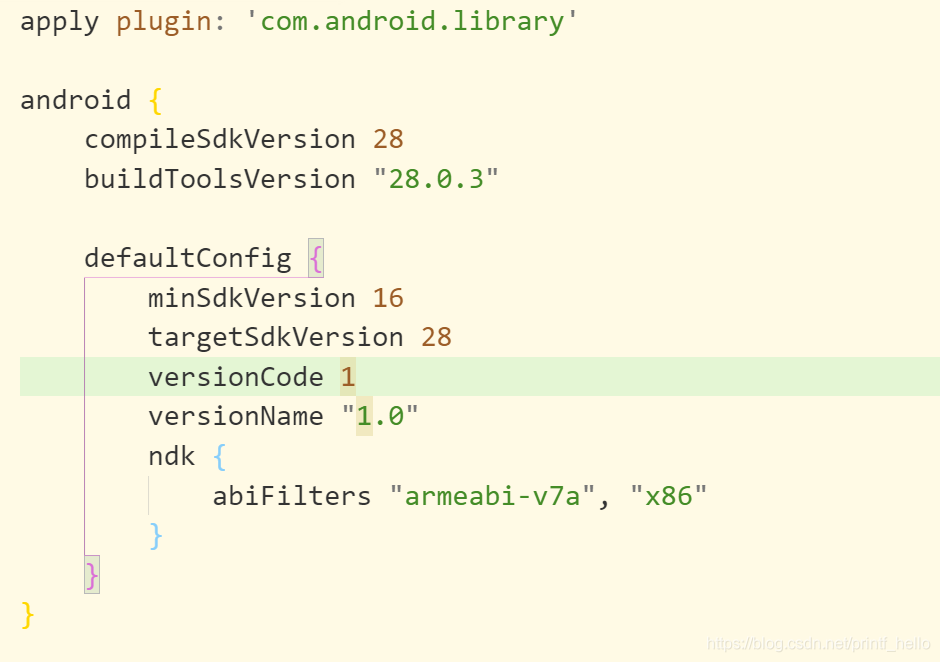 apply plugin: 'com.android.library'
android {
compileSdkVersion 28
buildToolsVersion "28.0.3"
defaultConfig {
minSdkVersion 16
targetSdkVersion 28
versionCode 1
versionName "1.0"
ndk {
abiFilters "armeabi-v7a", "x86"
}
}
}
https://blog.csdn.net/printf_hello